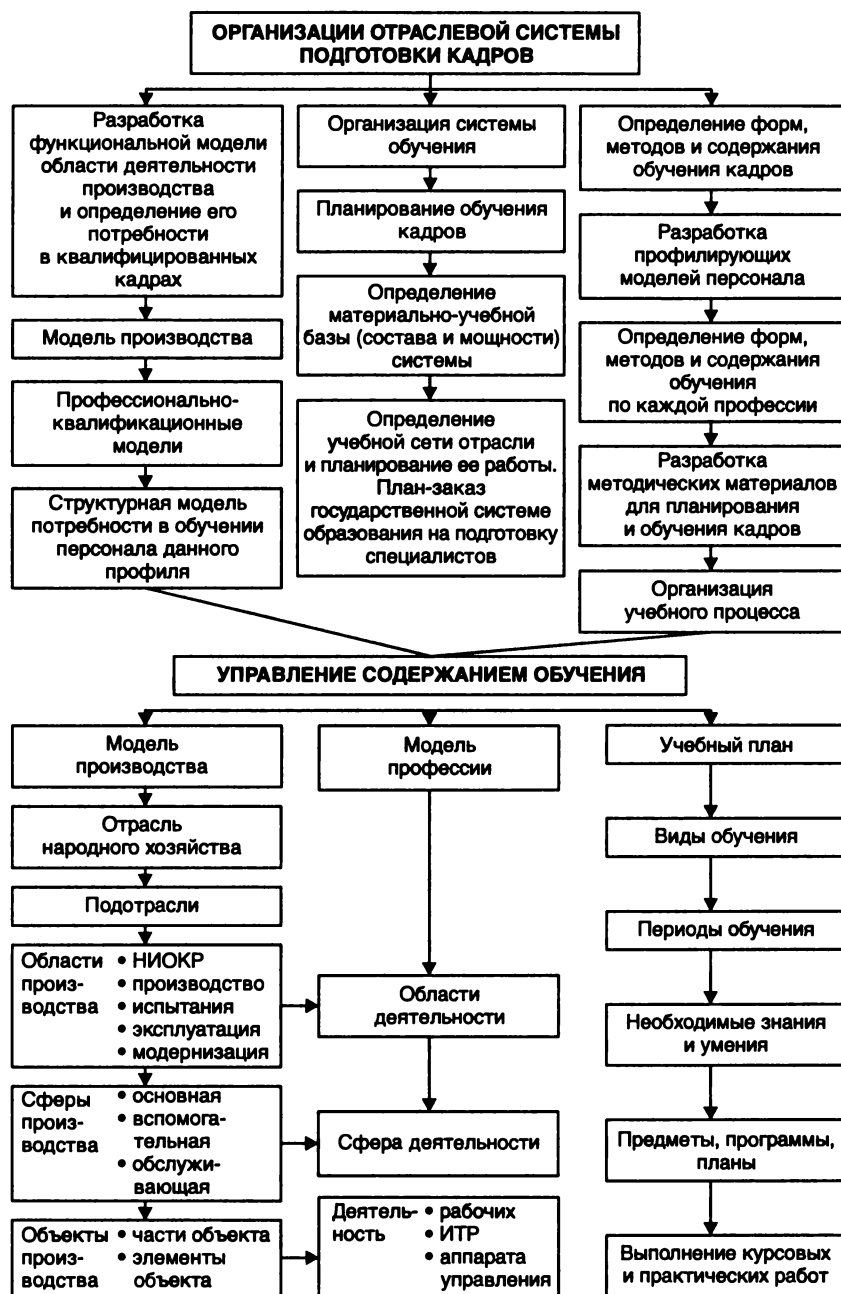 ОРГАНИЗАЦИИ ОТРАСЛЕВОЙ СИСТЕМЫ
ПОДГОТОВКИ КАДРОВ
Разработка
функциональной модели
области деятельности
производства
и определение его
потребности
в квалифицированных
кадрах
Модель производства
Профессионально-
квалификационные
модели
Структурная модель
потребности в обучении
персонала данного
профиля
Организация системы
обучения
Планирование обучения
кадров
Определение
материально-учебной
базы (состава и мощности)
системы
Определение
учебной сети отрасли
и планирование ее работы.
План-заказ
государственной системе
образования на подготовку
специалистов
Определение форм,
методов и содержания
обучения кадров
Разработка
профилирующих
моделей персонала
Определение форм,
методов и содержания
обучения
по каждой профессии
Разработка
методических материалов
для планирования
и обучения кадров
Организация
учебного процесса
УПРАВЛЕНИЕ СОДЕРЖАНИЕМ ОБУЧЕНИЯ
Модель
производства
Отрасль
народного хозяйства
Подотрасли
Области
произ-
водства
• НИОКР
• производство
• испытания
• эксплуатация
• модернизация
Сферы
произ-
водства
• основная
• вспомога-
тельная
• обслужи-
вающая
Объекты
произ-
водства
• части объекта
• элементы
объекта
Модель
профессии
Области
деятельности
Сфера деятельности
Деятель-
ность
• рабочих
• ИТР
• аппарата
управления
Учебный план
Виды обучения
Периоды обучения
Необходимые знания
и умения
Предметы, программы,
планы
Выполнение курсовых
и практических работ